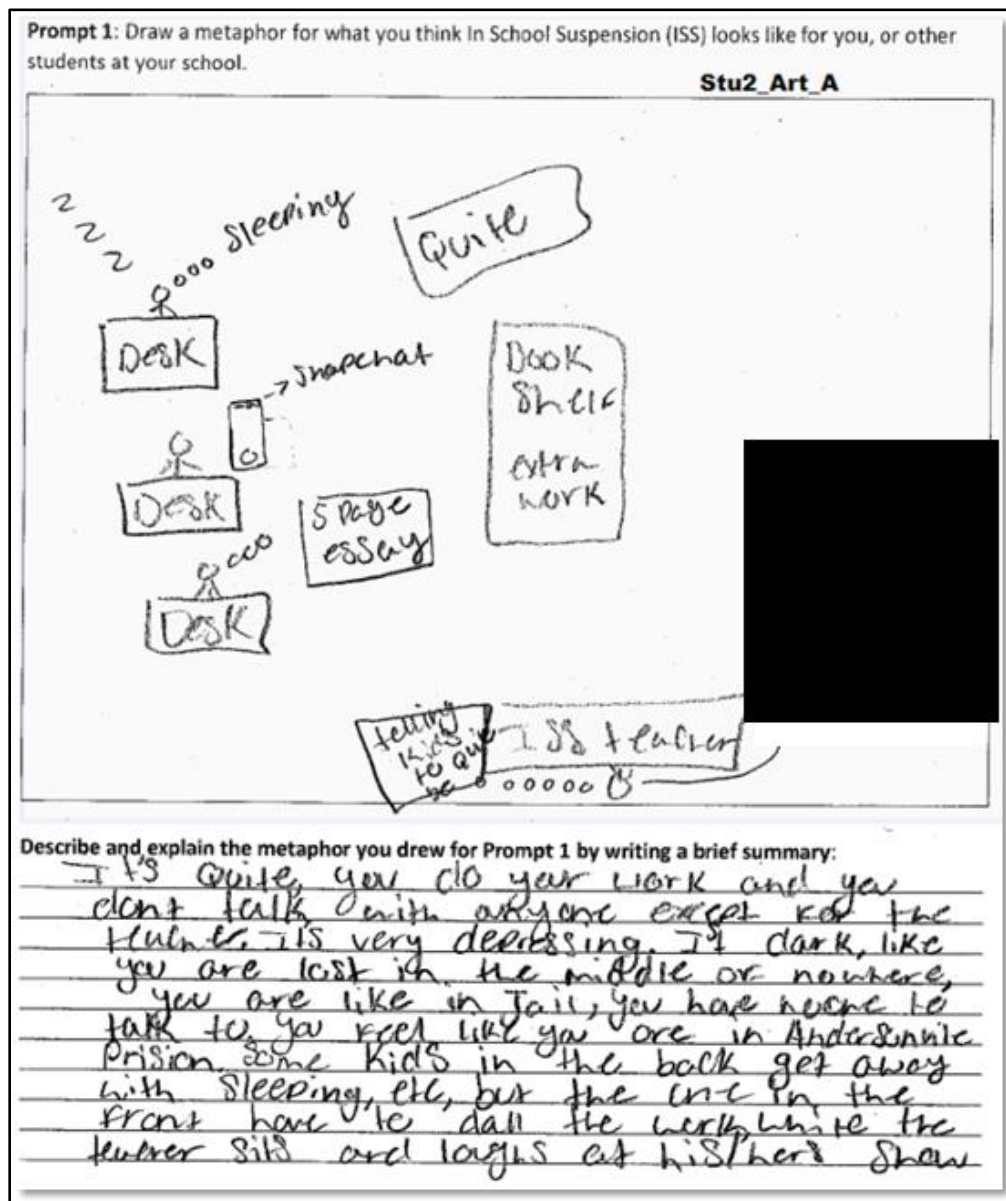 Prompt 1: Draw a metaphor for what you think In School Suspension (ISS) looks like for you, or other
students at your school.
Stu2_Art_A
z
z
z
Sleeping
Quite
Desk
Snapchat
Book
Shelf
extra
work
Desk
5 Page
essay
Desk
telling
kids
to Quit
be
ISS teacher
Describe and explain the metaphor you drew for Prompt 1 by writing a brief summary:
It's Quite, you do your work and you
dont talk with anyone except for the
It's very depressing. It dark, like
you are lost in the middle of nowhere,
you are like in Jail, you have noone to
talk to, you feel like you are in
Prision. Some kids in the back get away
with sleeping, etc, but the one in the
front have to all the work, while the
teacher sits and laughs at his/hers show